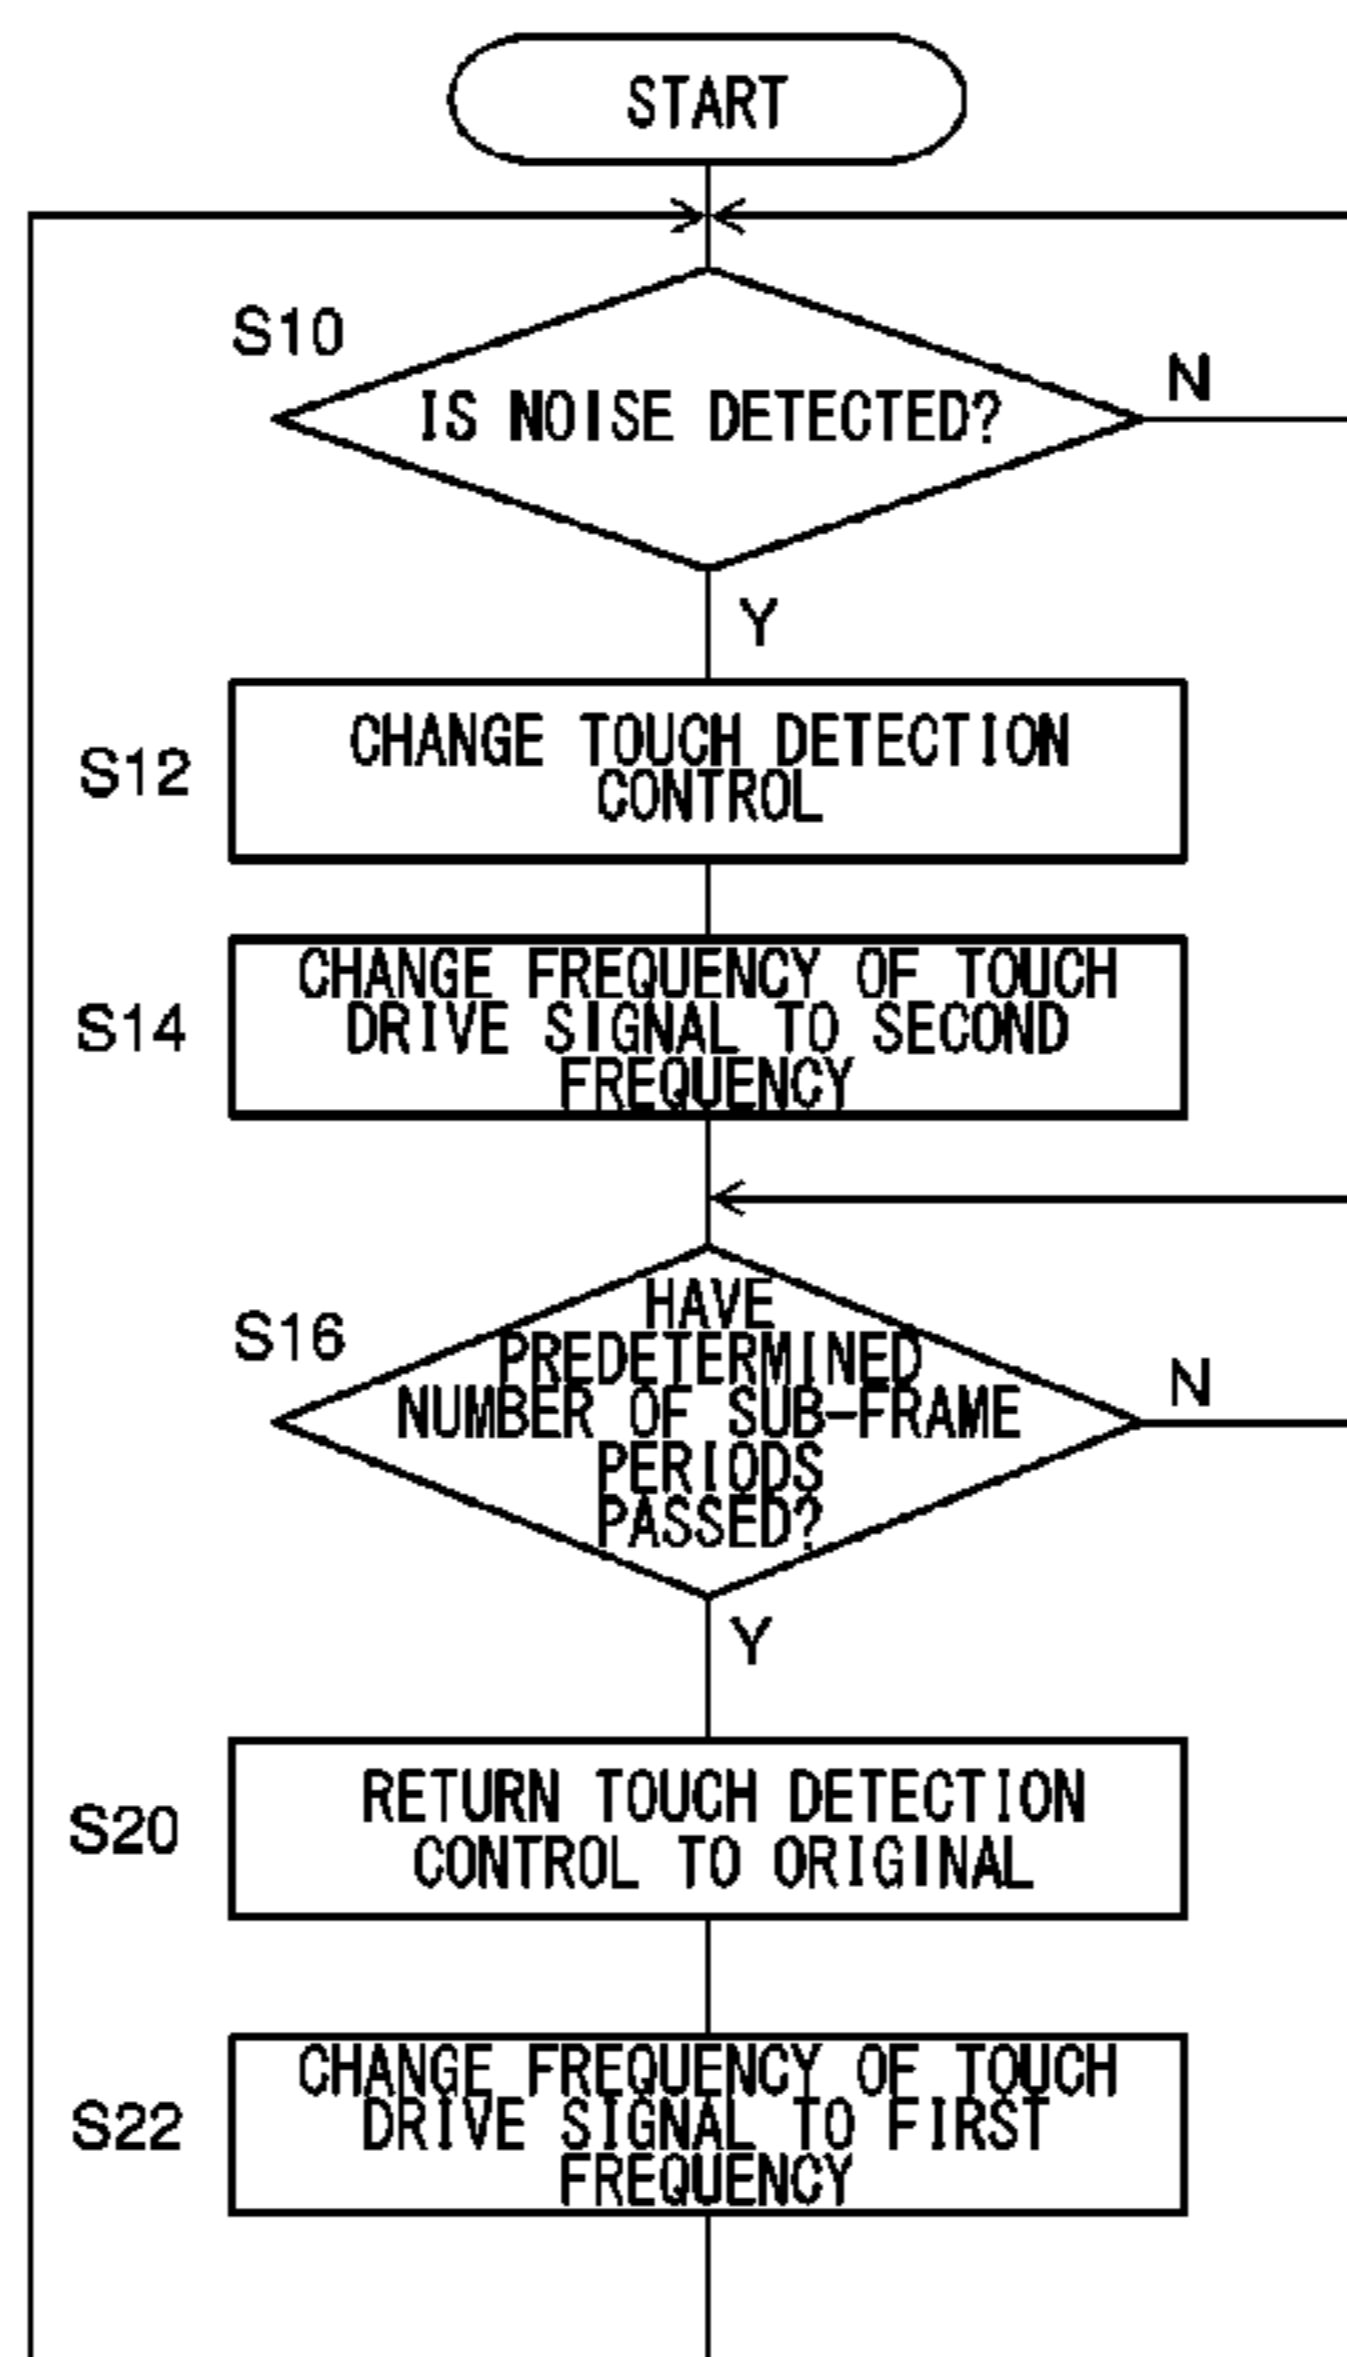 START
S10
IS NOISE DETECTED?
N
Y
S12
CHANGE TOUCH DETECTION
CONTROL
S14
CHANGE FREQUENCY OF TOUCH
DRIVE SIGNAL TO SECOND
FREQUENCY
S16
HAVE
PREDETERMINED
NUMBER OF SUB-FRAME
PERIODS
PASSED?
N
Y
S20
RETURN TOUCH DETECTION
CONTROL TO ORIGINAL
S22
CHANGE FREQUENCY OF TOUCH
DRIVE SIGNAL TO FIRST
FREQUENCY